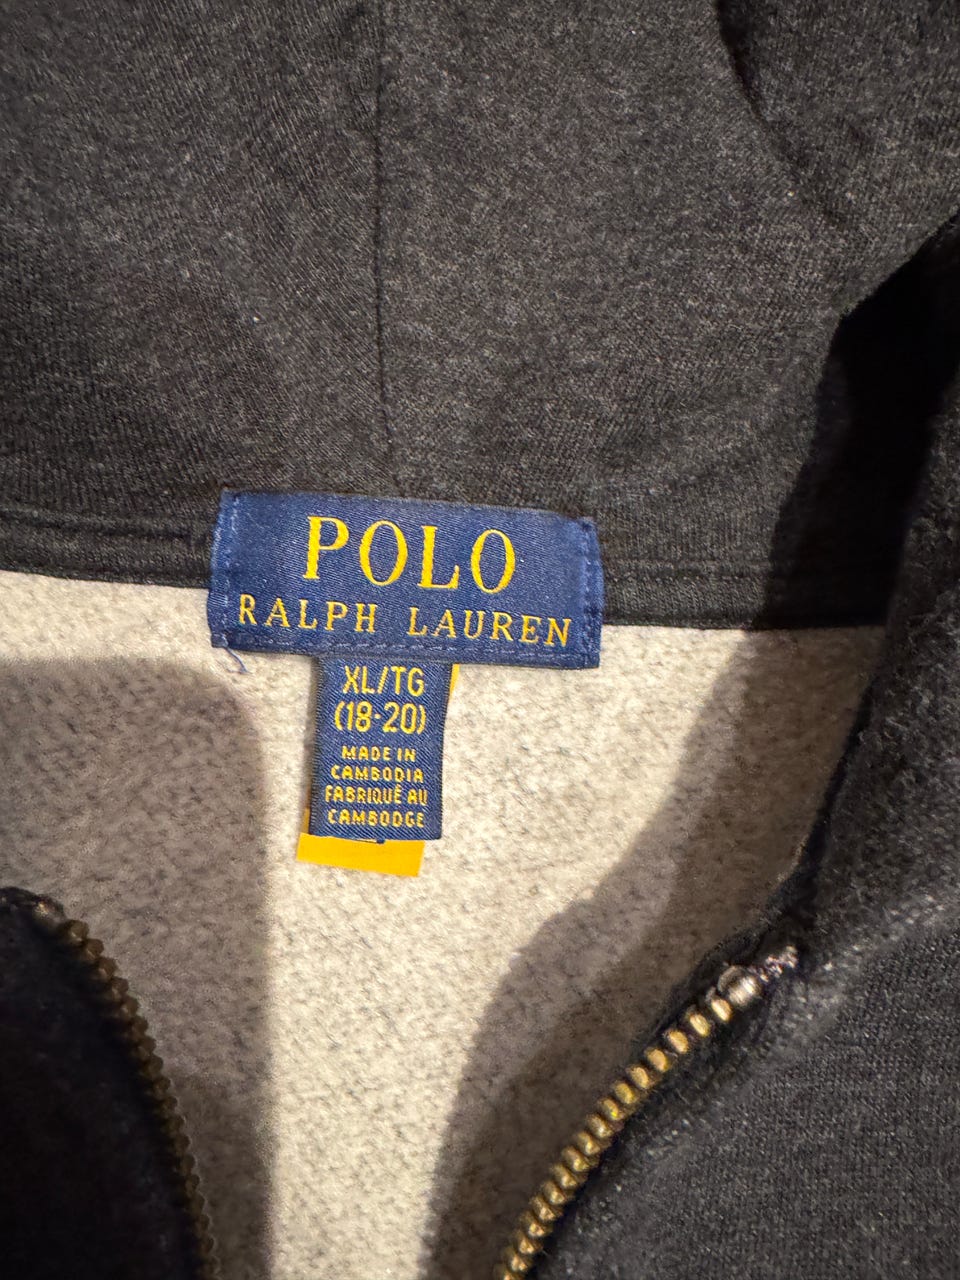 POLO
RALPH LAUREN
XL/TG
(18-20)
MADE IN
CAMBODIA
FABRIQUÉ AU
CAMBODGE